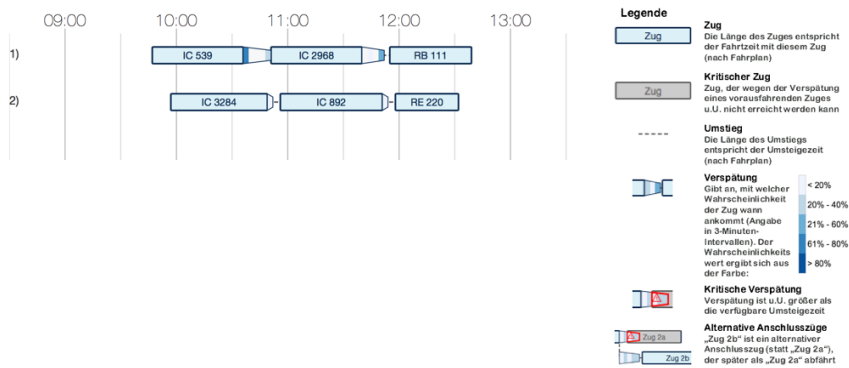 09:00 10:00 11:00 12:00 13:00
1) IC 539 IC 2968 RB 111
2) IC 3284 IC 892 RE 220
Legende
Zug
Zug
Die Länge des Zuges entspricht
der Fahrtzeit mit diesem Zug
(nach Fahrplan)
Zug
Kritischer Zug
Zug, der wegen der Verspätung
eines vorausfahrenden Zuges
u.U. nicht erreicht werden kann
Umstieg
Die Länge des Umstiegs
entspricht der Umsteigezeit
(nach Fahrplan)
Verspätung
Gibt an, mit welcher
Wahrscheinlichkeit
der Zug wann
ankommt (Angabe
in 3-Minuten-
Intervallen). Der
Wahrscheinlichkeits
wert ergibt sich aus
der Farbe:
< 20%
20% - 40%
21% - 60%
61% - 80%
> 80%
Kritische Verspätung
Verspätung ist u.U. größer als
die verfügbare Umsteigezeit
Zug 2a
Zug 2b
Alternative Anschlusszüge
„Zug 2b“ ist ein alternativer
Anschlusszug (statt „Zug 2a“),
der später als „Zug 2a“ abfährt